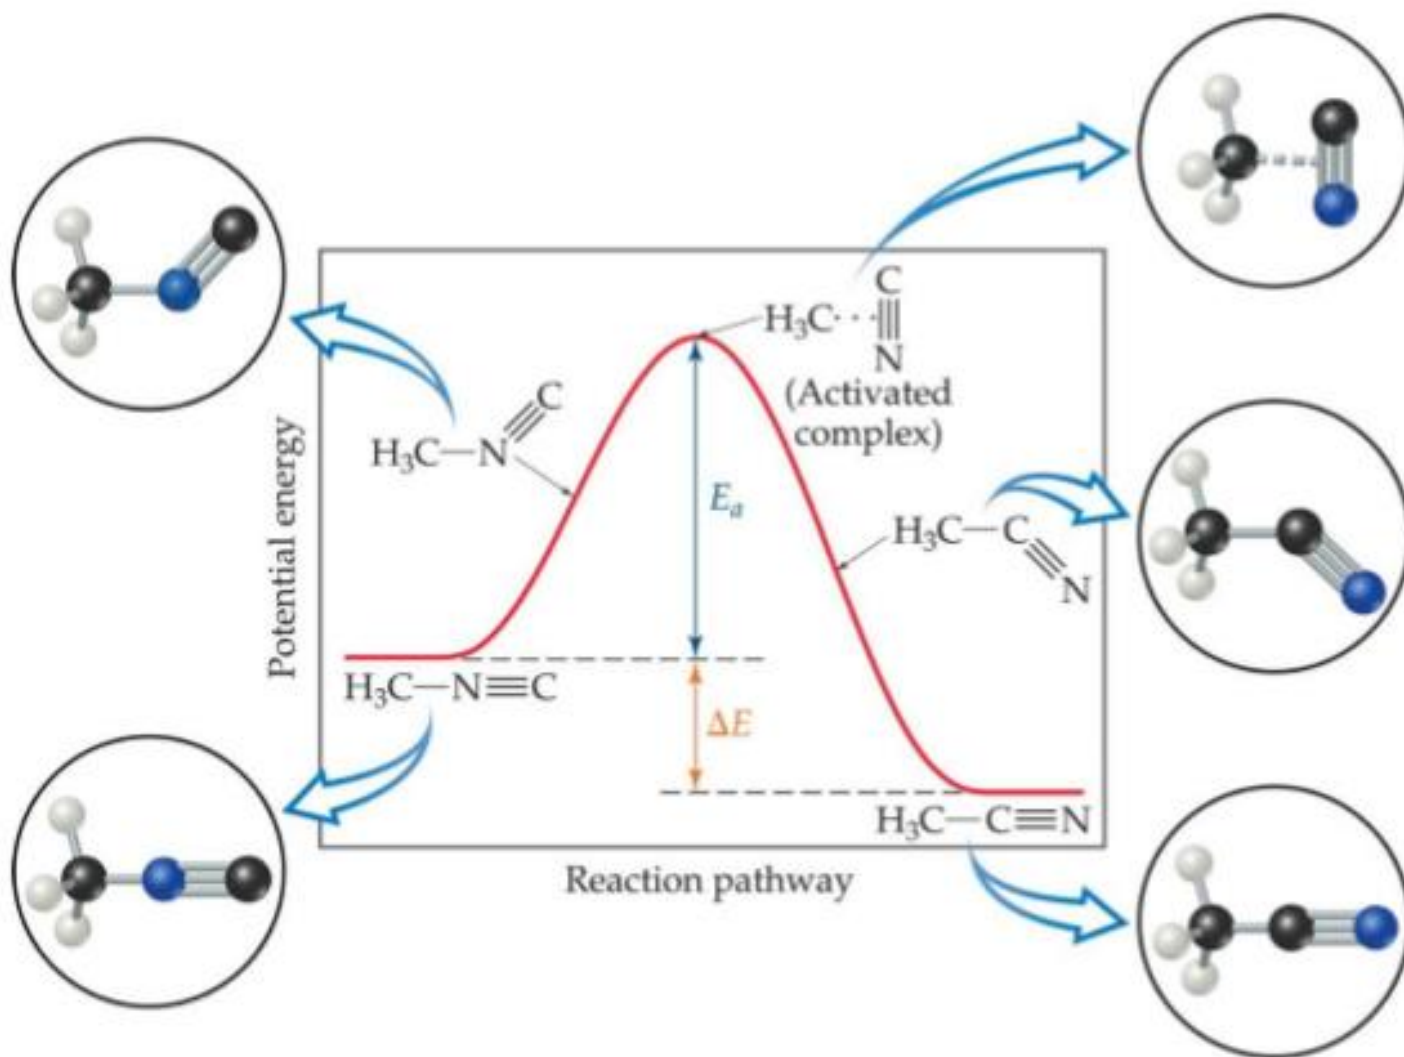 C
H₃C···|||
N
(Activated
complex)
C
H₃C—N
Potential energy
Eₐ
H₃C—C
N
H₃C—N≡C
ΔE
H₃C—C≡N
Reaction pathway